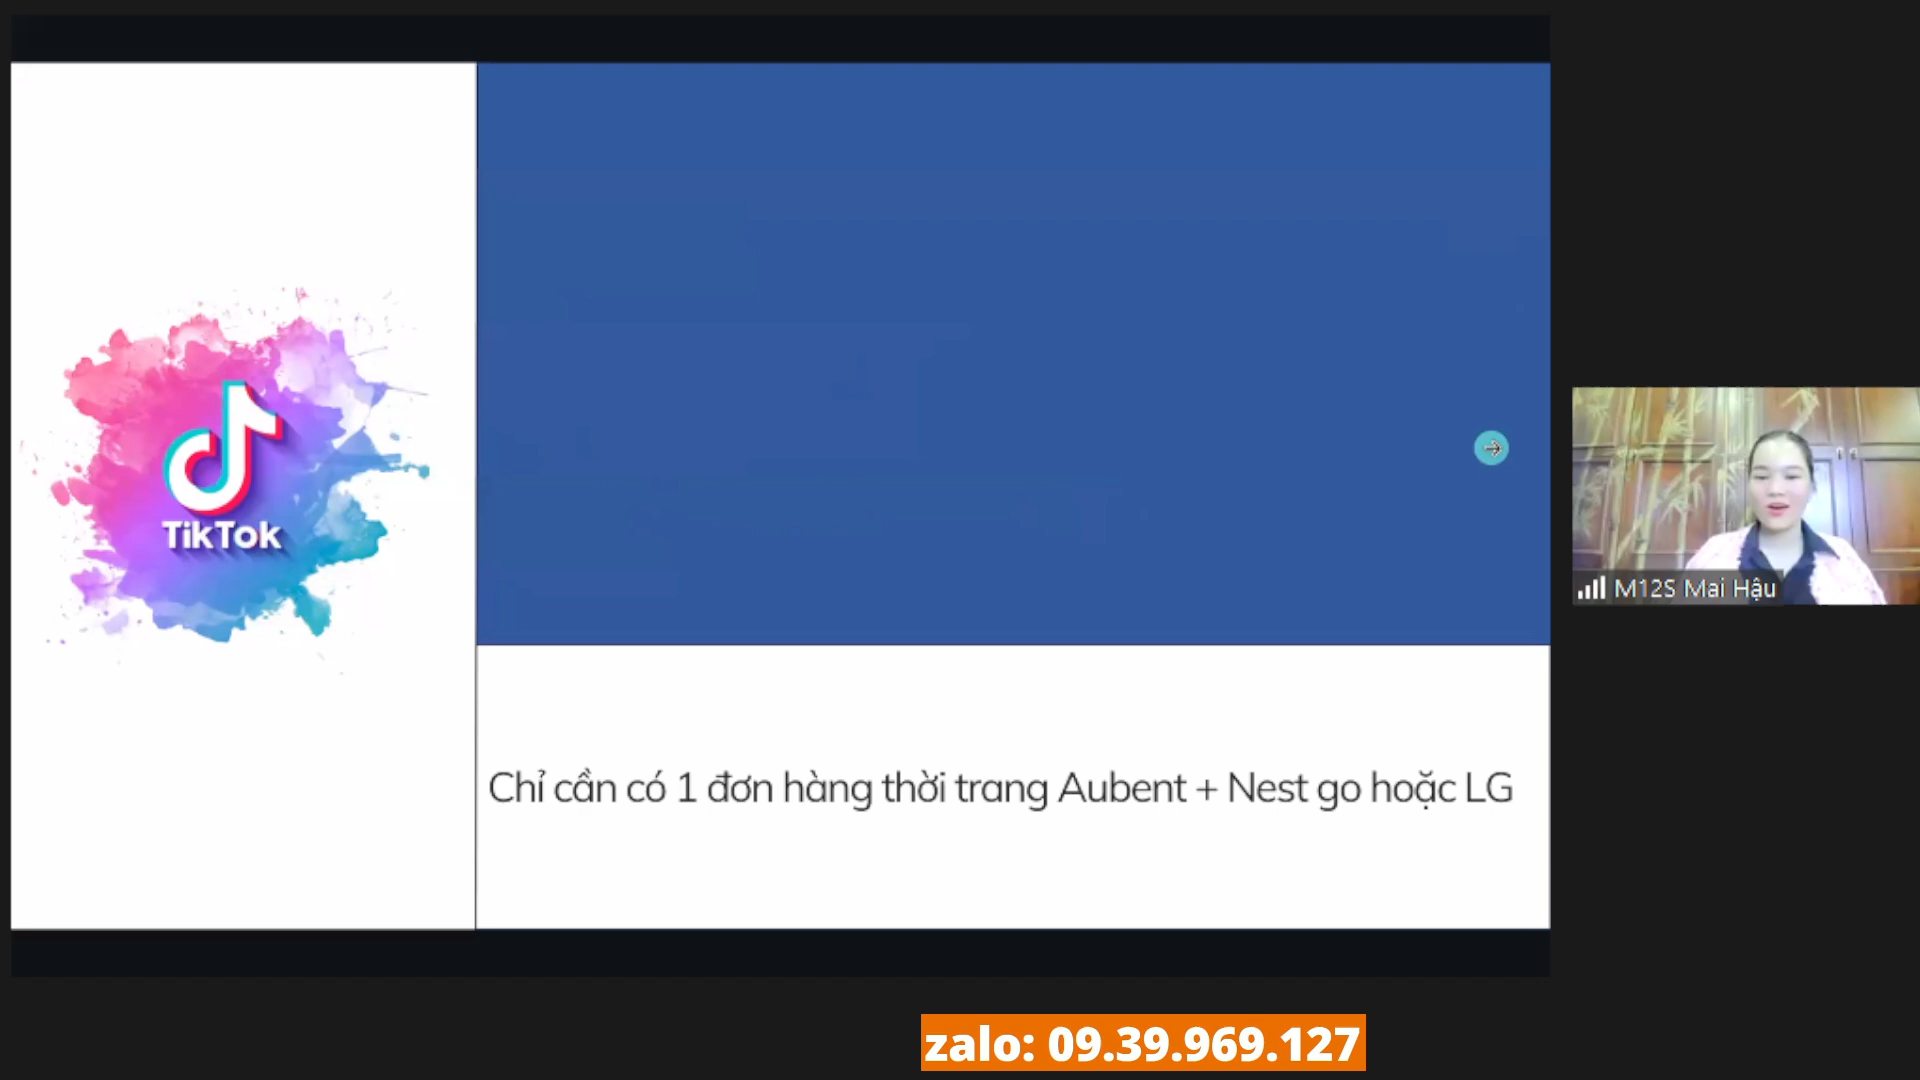 TikTok
Chỉ cần có 1 đơn hàng thời trang Aubent + Nest go hoặc LG
M12S Mai Hậu
zalo: 09.39.969.127